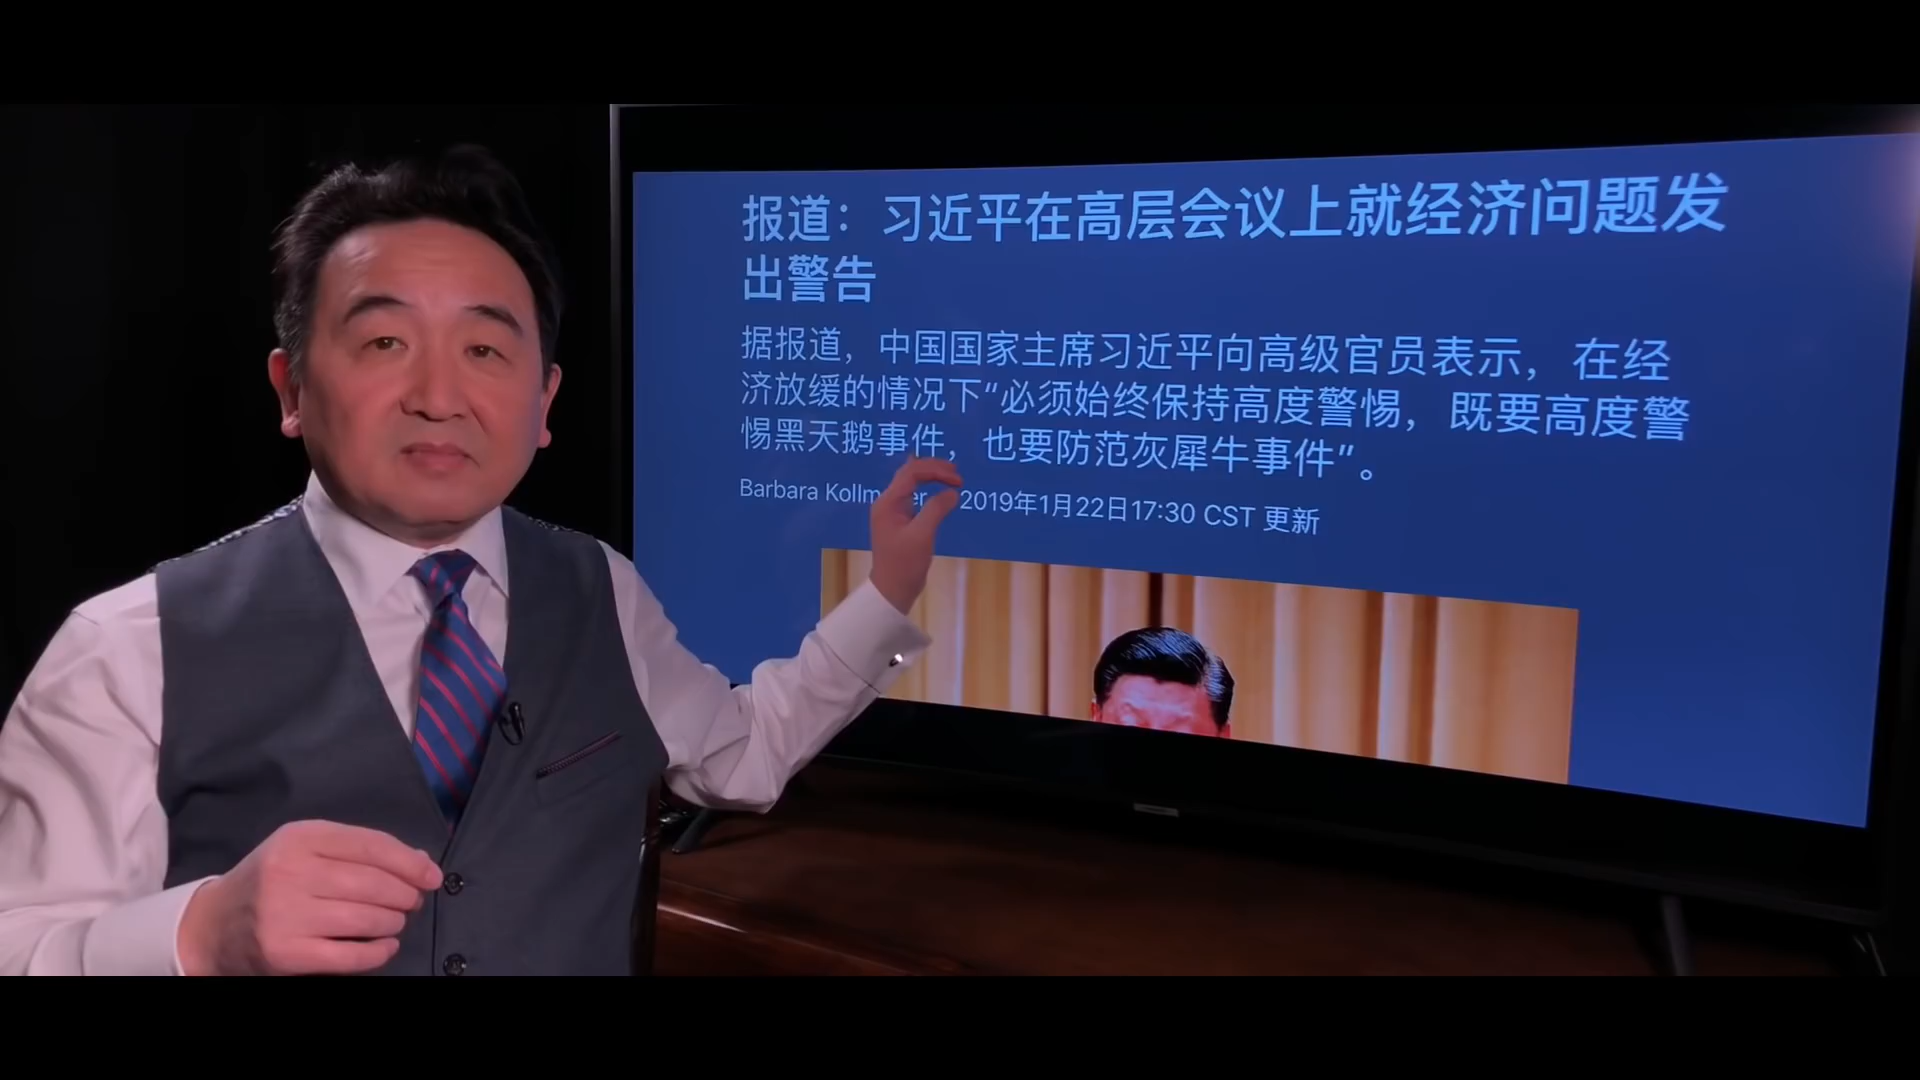 报道：习近平在高层会议上就经济问题发
出警告
据报道，中国国家主席习近平向高级官员表示，在经
济放缓的情况下“必须始终保持高度警惕，既要高度警
惕黑天鹅事件，也要防范灰犀牛事件”。
Barbara 2019年1月22日17:30 CST 更新